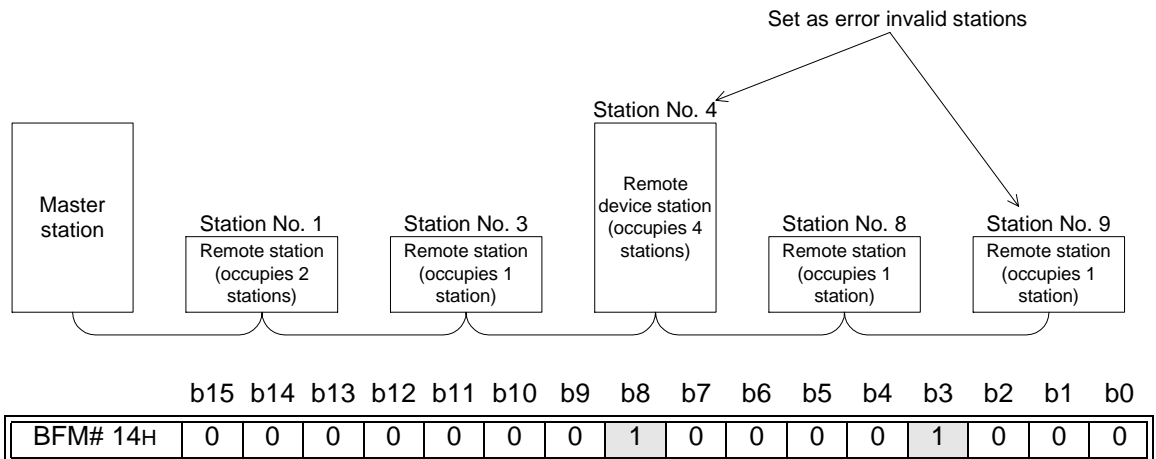 Set as error invalid stations
Station No. 4
Master
station
Station No. 1
Remote station
(occupies 2
stations)
Station No. 3
Remote station
(occupies 1
station)
Remote
device station
(occupies 4
stations)
Station No. 8
Remote station
(occupies 1
station)
Station No. 9
Remote station
(occupies 1
station)
b15 b14 b13 b12 b11 b10 b9 b8 b7 b6 b5 b4 b3 b2 b1 b0
BFM# 14H 0 0 0 0 0 0 0 1 0 0 0 0 1 0 0 0